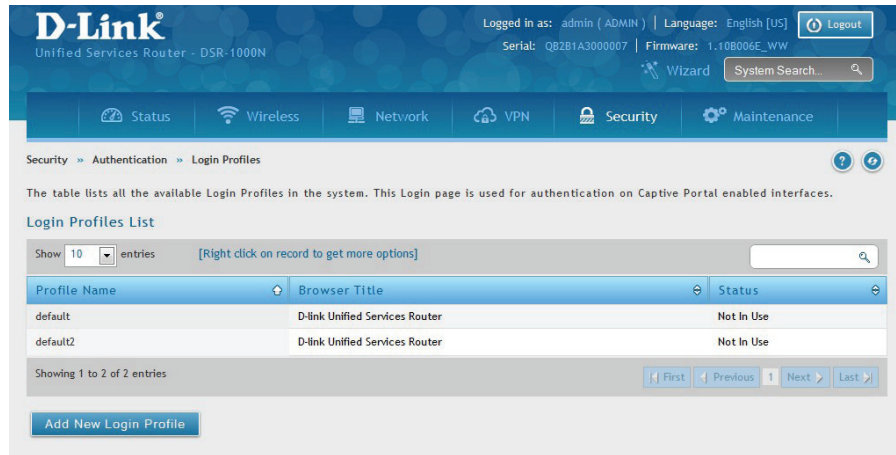 D-Link
Unified Services Router - DSR-1000N
Logged in as: admin ( ADMIN ) | Language: English [US]
Logout
Serial: QB2B1A3000007 | Firmware: 1.10B006E_WW
Wizard
System Search...
Status
Wireless
Network
VPN
Security
Maintenance
Security » Authentication » Login Profiles
The table lists all the available Login Profiles in the system. This Login page is used for authentication on Captive Portal enabled interfaces.
Login Profiles List
Show 10 entries [Right click on record to get more options]
Profile Name Browser Title Status
default D-link Unified Services Router Not In Use
default2 D-link Unified Services Router Not In Use
Showing 1 to 2 of 2 entries
First Previous 1 Next Last
Add New Login Profile